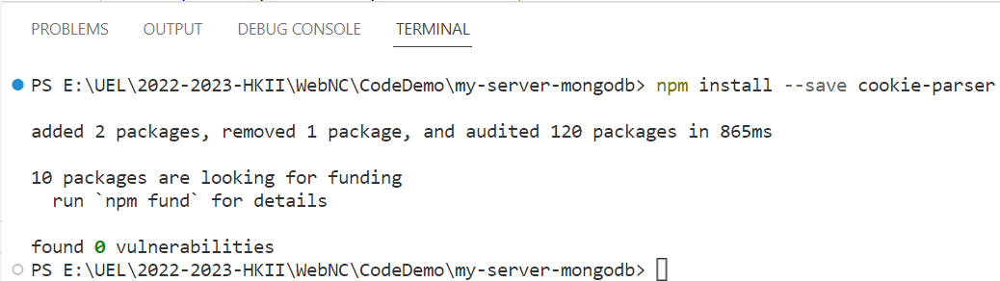 PROBLEMS OUTPUT DEBUG CONSOLE TERMINAL
PS E:\UEL\2022-2023-HKII\WebNC\CodeDemo\my-server-mongodb> npm install --save cookie-parser
added 2 packages, removed 1 package, and audited 120 packages in 865ms
10 packages are looking for funding
  run `npm fund` for details
found 0 vulnerabilities
PS E:\UEL\2022-2023-HKII\WebNC\CodeDemo\my-server-mongodb>